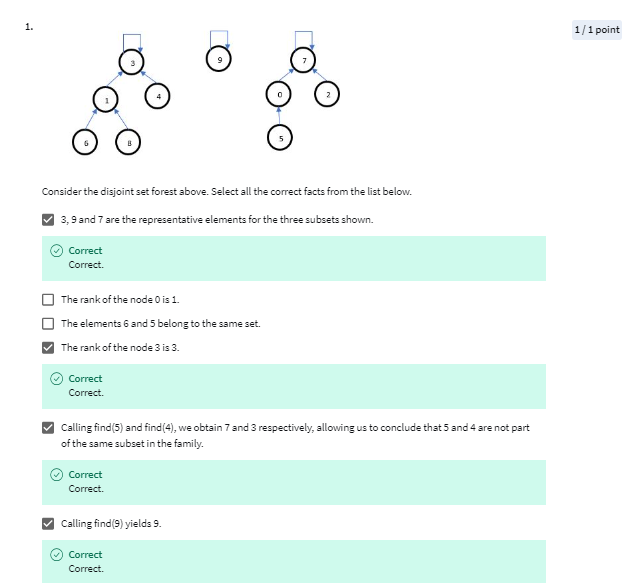 1.
1 / 1 point
3
9
7
1
4
0
2
6
8
5
Consider the disjoint set forest above. Select all the correct facts from the list below.
3, 9 and 7 are the representative elements for the three subsets shown.
Correct
Correct.
The rank of the node 0 is 1.
The elements 6 and 5 belong to the same set.
The rank of the node 3 is 3.
Correct
Correct.
Calling find(5) and find(4), we obtain 7 and 3 respectively, allowing us to conclude that 5 and 4 are not part
of the same subset in the family.
Correct
Correct.
Calling find(9) yields 9.
Correct
Correct.